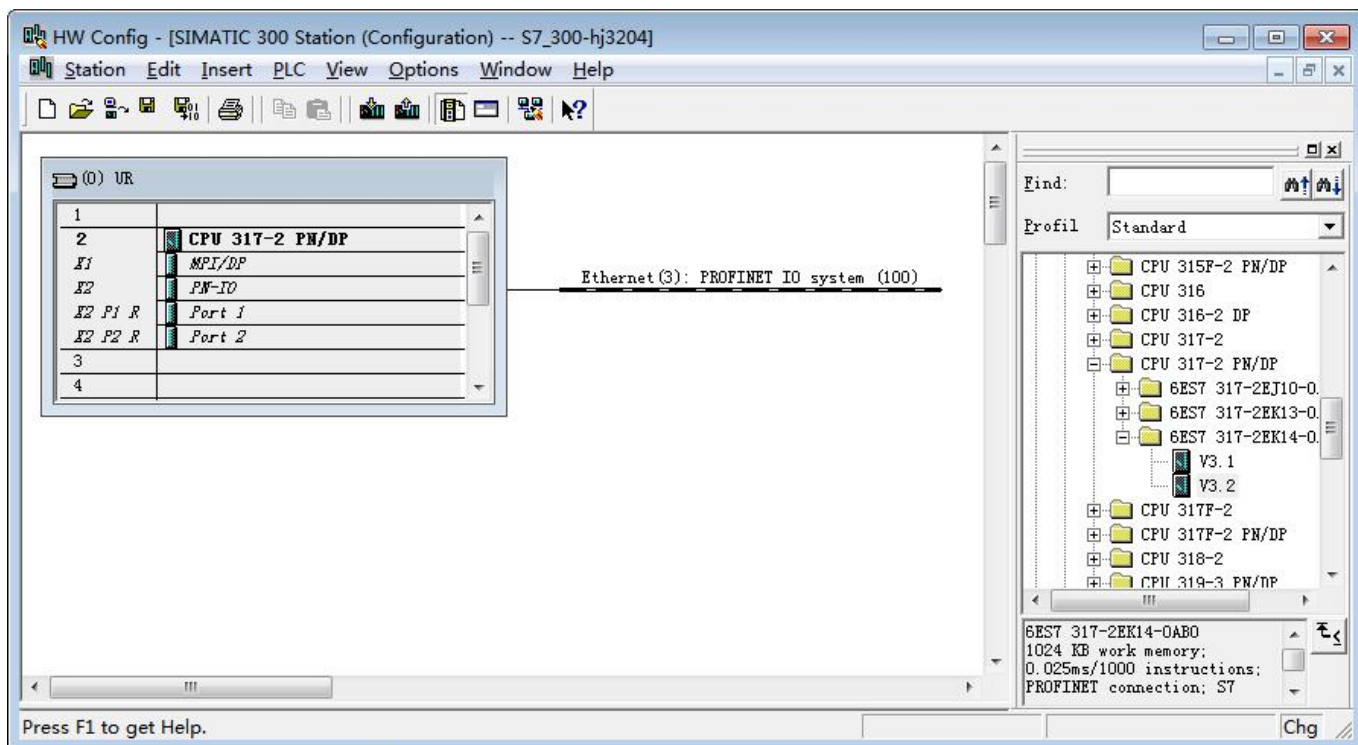 HW Config - [SIMATIC 300 Station (Configuration) -- S7_300-hj3204]
Station Edit Insert PLC View Options Window Help
(0) UR
1
2 CPU 317-2 PN/DP
X1 MPI/DP
X2 PN-IO
X2 P1 R Port 1
X2 P2 R Port 2
3
4
Ethernet(3): PROFINET IO system (100)
Find:
Profil Standard
CPU 315F-2 PN/DP
CPU 316
CPU 316-2 DP
CPU 317-2
CPU 317-2 PN/DP
6ES7 317-2EJ10-0.
6ES7 317-2EK13-0.
6ES7 317-2EK14-0.
V3.1
V3.2
CPU 317F-2
CPU 317F-2 PN/DP
CPU 318-2
CPU 319-3 PN/DP
6ES7 317-2EK14-0AB0
1024 KB work memory;
0.025ms/1000 instructions;
PROFINET connection; S7
Press F1 to get Help.
Chg